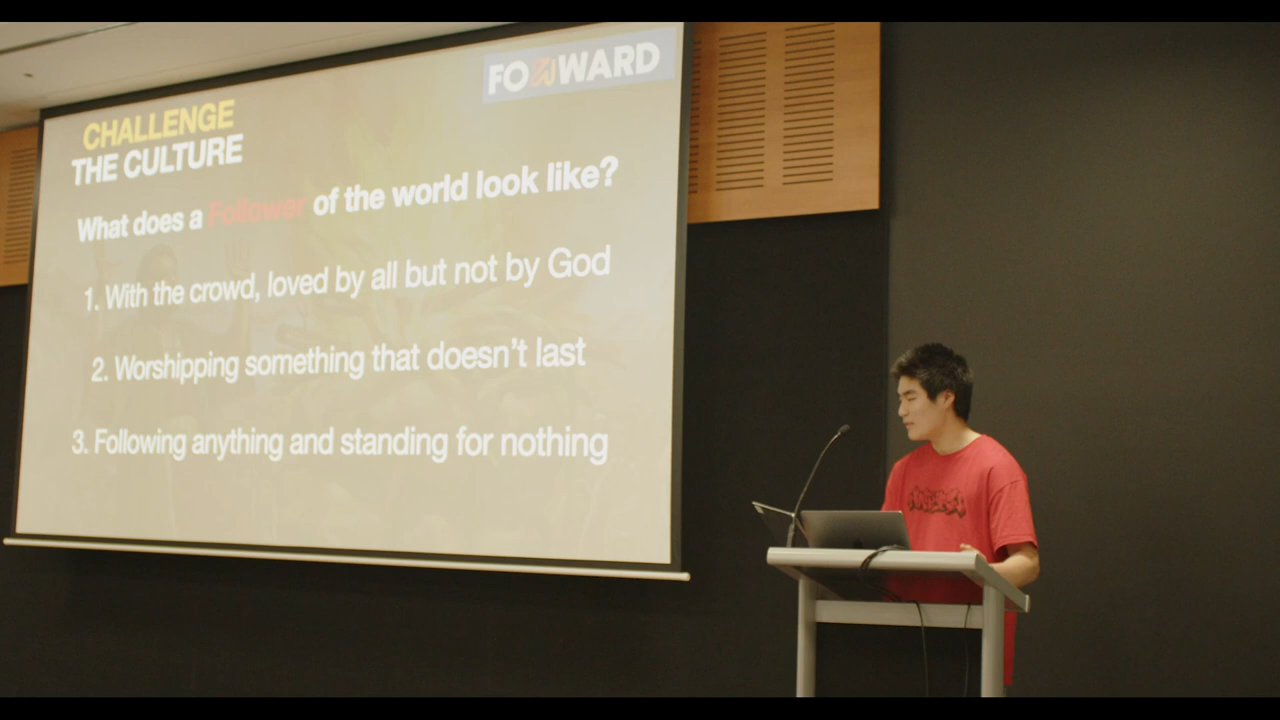 FORWARD
CHALLENGE
THE CULTURE
What does a Follower of the world look like?
1. With the crowd, loved by all but not by God
2. Worshipping something that doesn't last
3. Following anything and standing for nothing